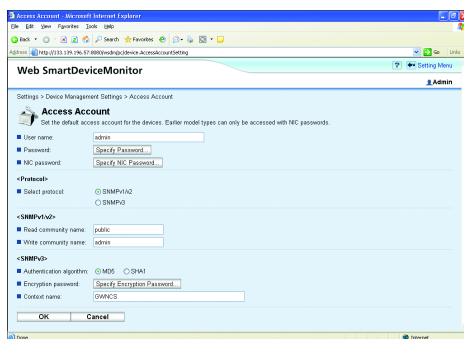 Access Account - Microsoft Internet Explorer
File Edit View Favorites Tools Help
Back Search Favorites
Address http://133.139.196.57:8080/wsdm/pc/device-AccessAccountSetting Go Links
Web SmartDeviceMonitor
? Setting Menu
Admin
Settings > Device Management Settings > Access Account
Access Account
Set the default access account for the devices. Earlier model types can only be accessed with NIC passwords.
User name: admin
Password: Specify Password...
NIC password: Specify NIC Password...
<Protocol>
Select protocol: SNMPv1/v2
SNMPv3
<SNMPv1/v2>
Read community name: public
Write community name: admin
<SNMPv3>
Authentication algorithm: MD5 SHA1
Encryption password: Specify Encryption Password...
Context name: GWNCS
OK Cancel
Done Internet